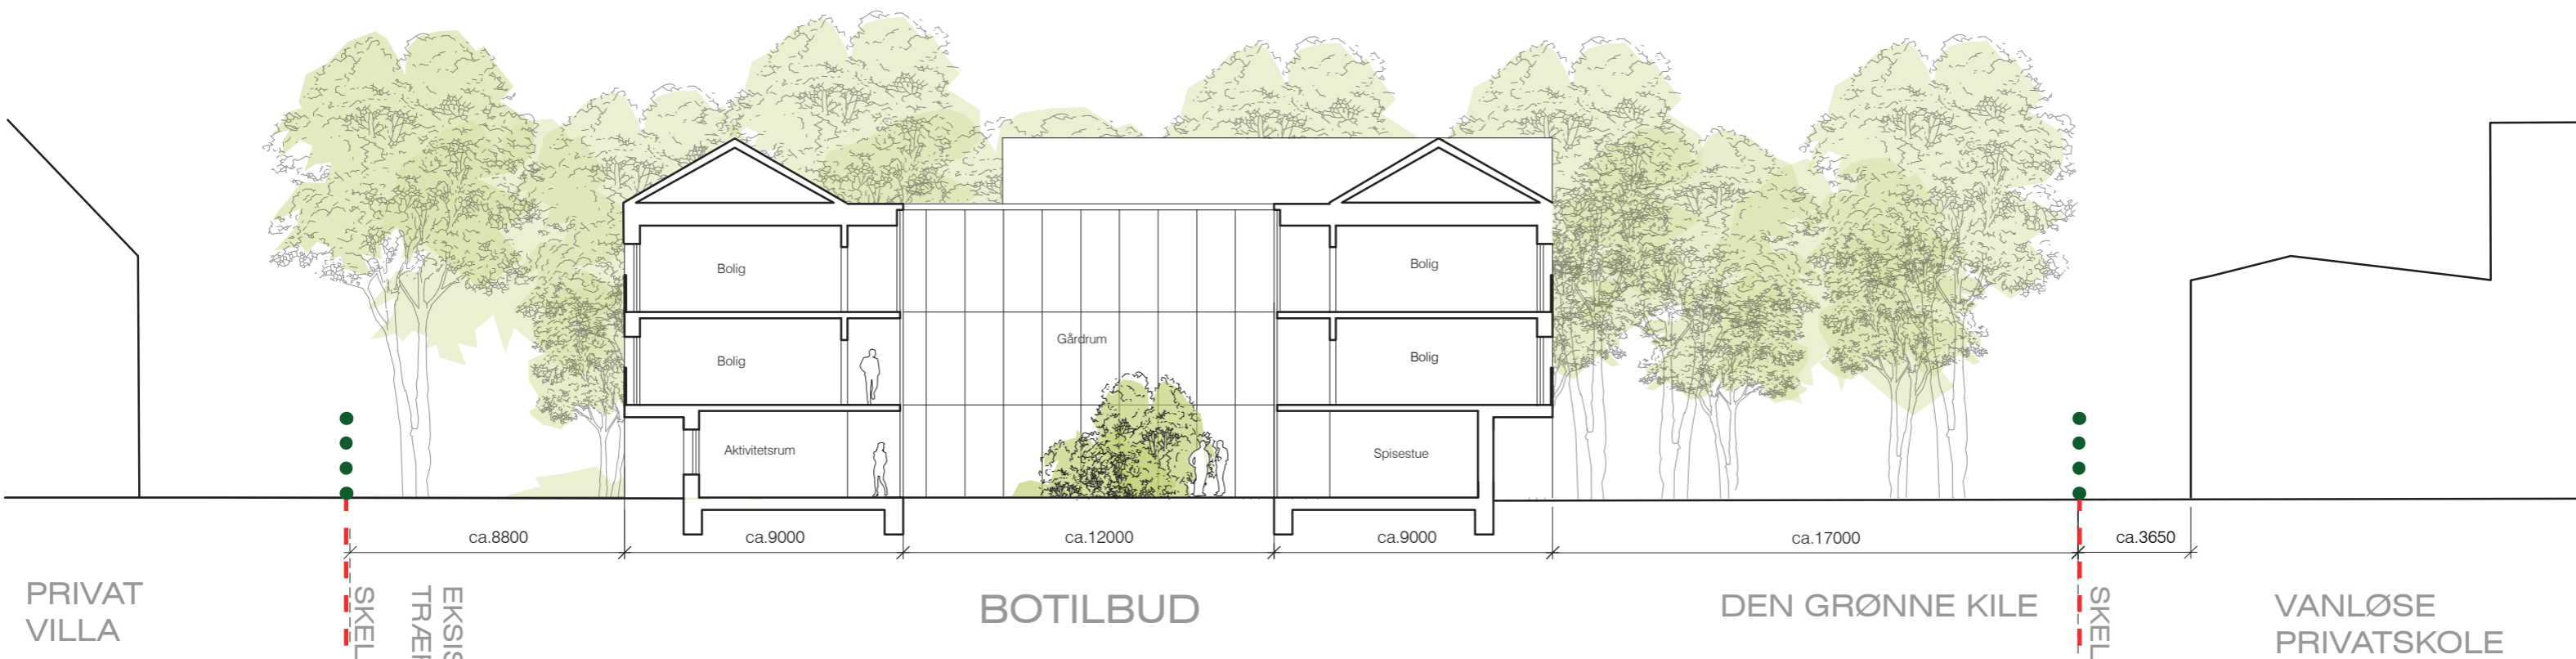 Bolig
Bolig
Bolig
Gårdrum
Bolig
Aktivitetsrum
Spisestue
ca.8800
ca.9000
ca.12000
ca.9000
ca.17000
ca.3650
PRIVAT
VILLA
SKEL
BOTILBUD
DEN GRØNNE KILE
SKEL
VANLØSE
PRIVATSKOLE